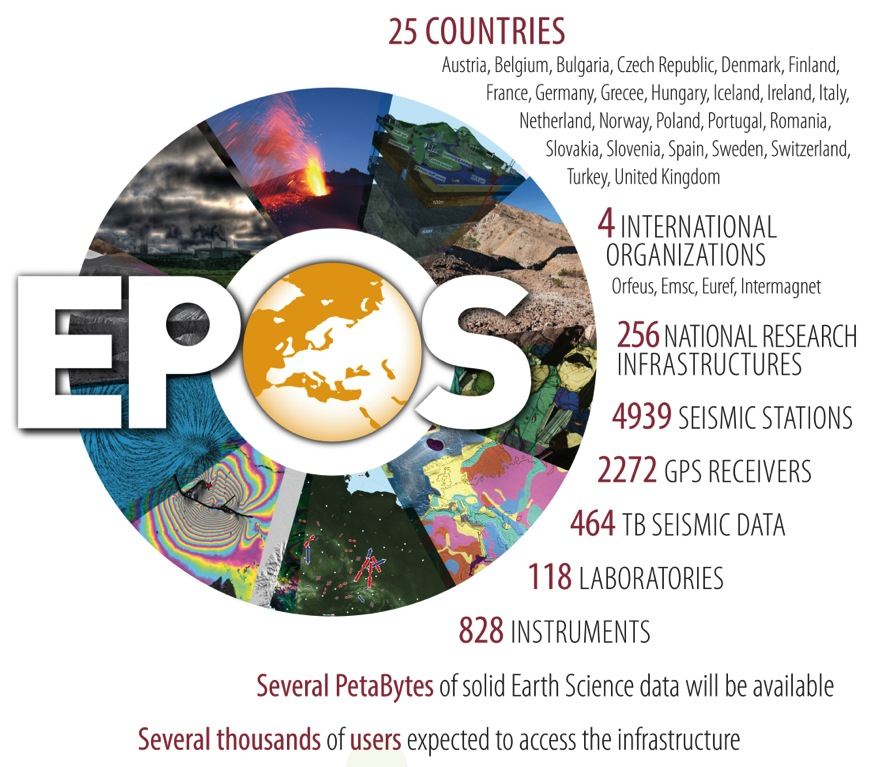 25 COUNTRIES
Austria, Belgium, Bulgaria, Czech Republic, Denmark, Finland,
France, Germany, Grecee, Hungary, Iceland, Ireland, Italy,
Netherland, Norway, Poland, Portugal, Romania,
Slovakia, Slovenia, Spain, Sweden, Switzerland,
Turkey, United Kingdom
4 INTERNATIONAL
ORGANIZATIONS
Orfeus, Emsc, Euref, Intermagnet
EPOS
256 NATIONAL RESEARCH
INFRASTRUCTURES
4939 SEISMIC STATIONS
2272 GPS RECEIVERS
464 TB SEISMIC DATA
118 LABORATORIES
828 INSTRUMENTS
Several PetaBytes of solid Earth Science data will be available
Several thousands of users expected to access the infrastructure